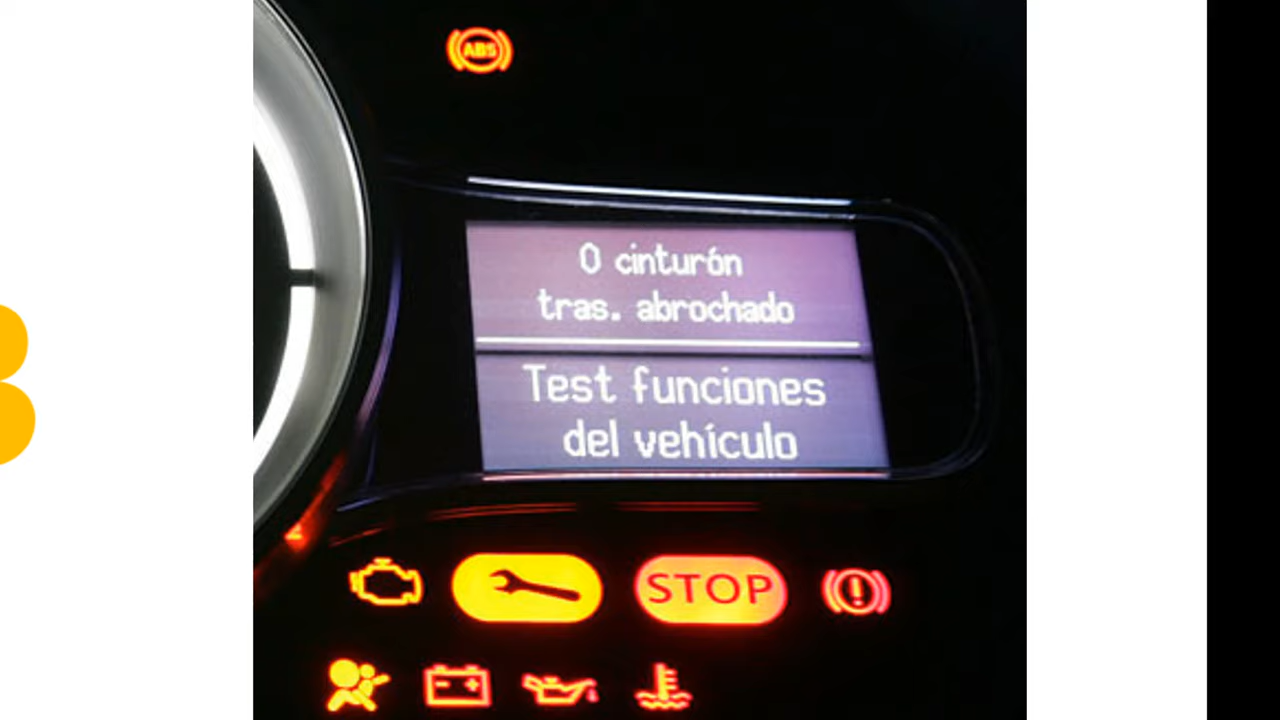 ABS
0 cinturón
tras. abrochado
Test funciones
del vehículo
STOP